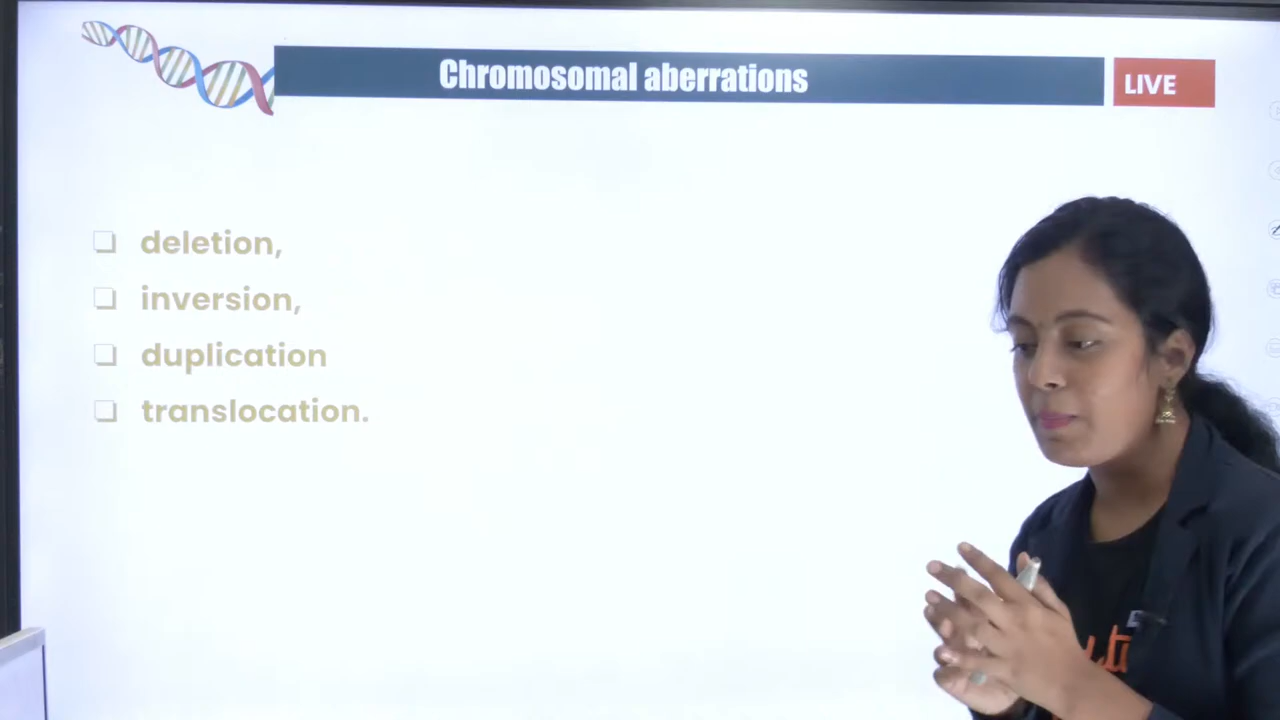 Chromosomal aberrations
LIVE
deletion,
inversion,
duplication
translocation.